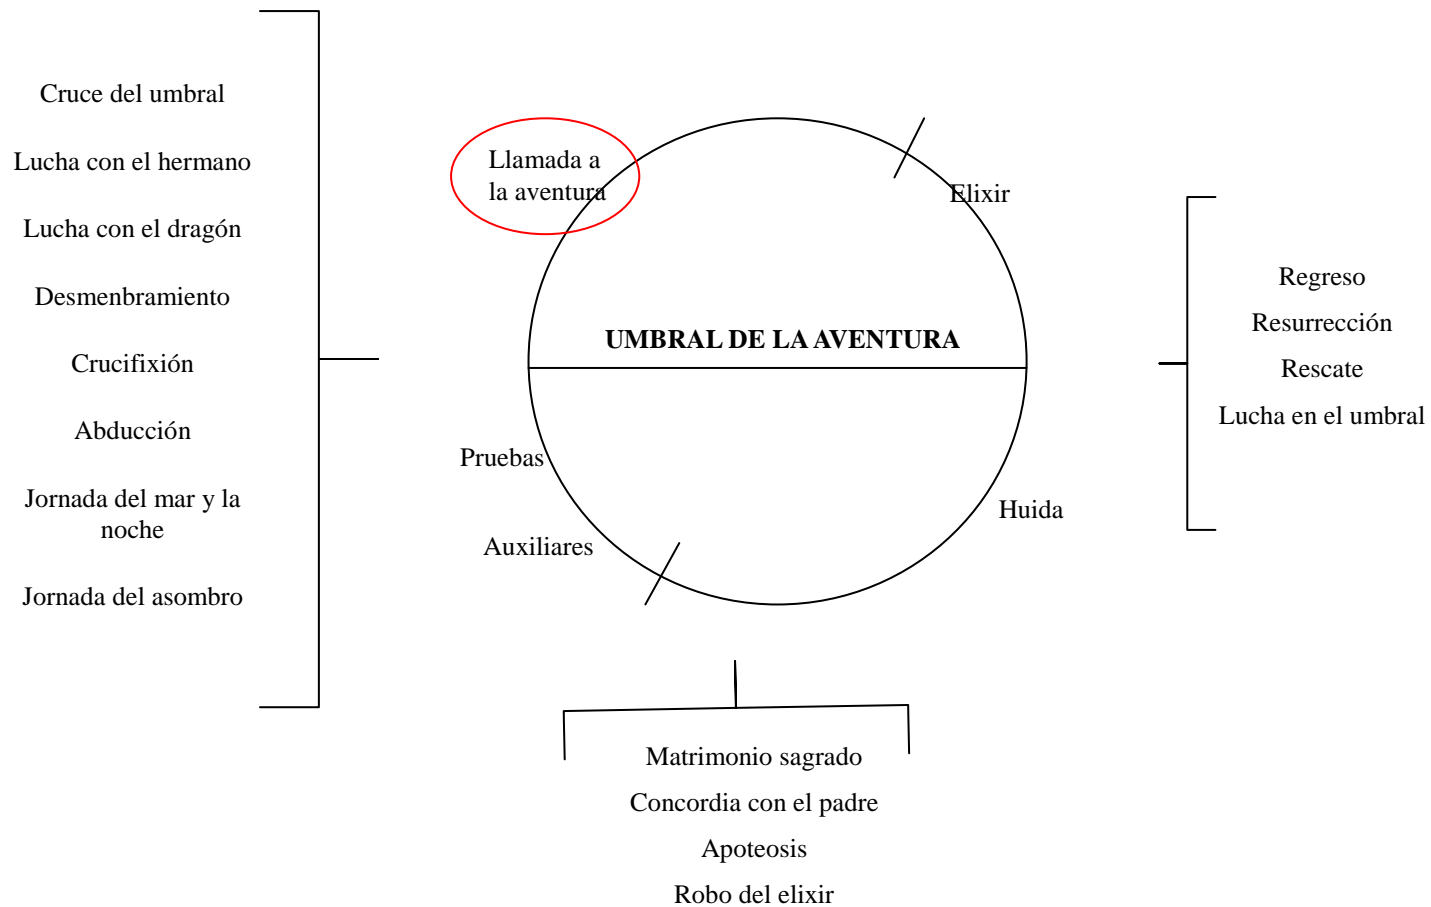 Cruce del umbral
Lucha con el hermano
Lucha con el dragón
Desmenbramiento
Crucifixión
Abducción
Jornada del mar y la
noche
Jornada del asombro
Llamada a
la aventura
Elixir
UMBRAL DE LA AVENTURA
Pruebas
Auxiliares
Huida
Regreso
Resurrección
Rescate
Lucha en el umbral
Matrimonio sagrado
Concordia con el padre
Apoteosis
Robo del elixir